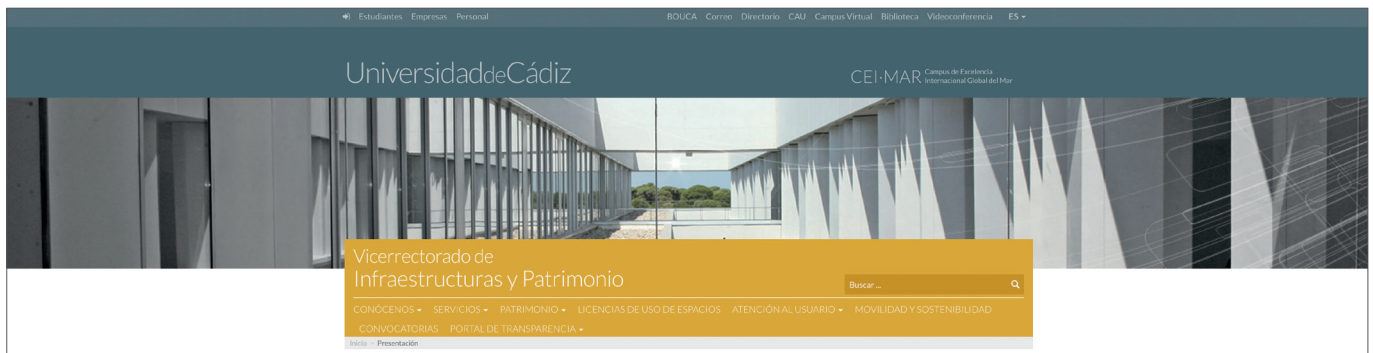 Estudiantes Empresas Personal BOUCA Correo Directorio CAU Campus Virtual Biblioteca Videoconferencia ES
UniversidaddeCádiz
CEI·MAR Campus de Excelencia
Internacional Global del Mar
Vicerrectorado de
Infraestructuras y Patrimonio
Buscar ...
CONÓCENOS SERVICIOS PATRIMONIO LICENCIAS DE USO DE ESPACIOS ATENCIÓN AL USUARIO MOVILIDAD Y SOSTENIBILIDAD
CONVOCATORIAS PORTAL DE TRANSPARENCIA
Inicio – Presentación